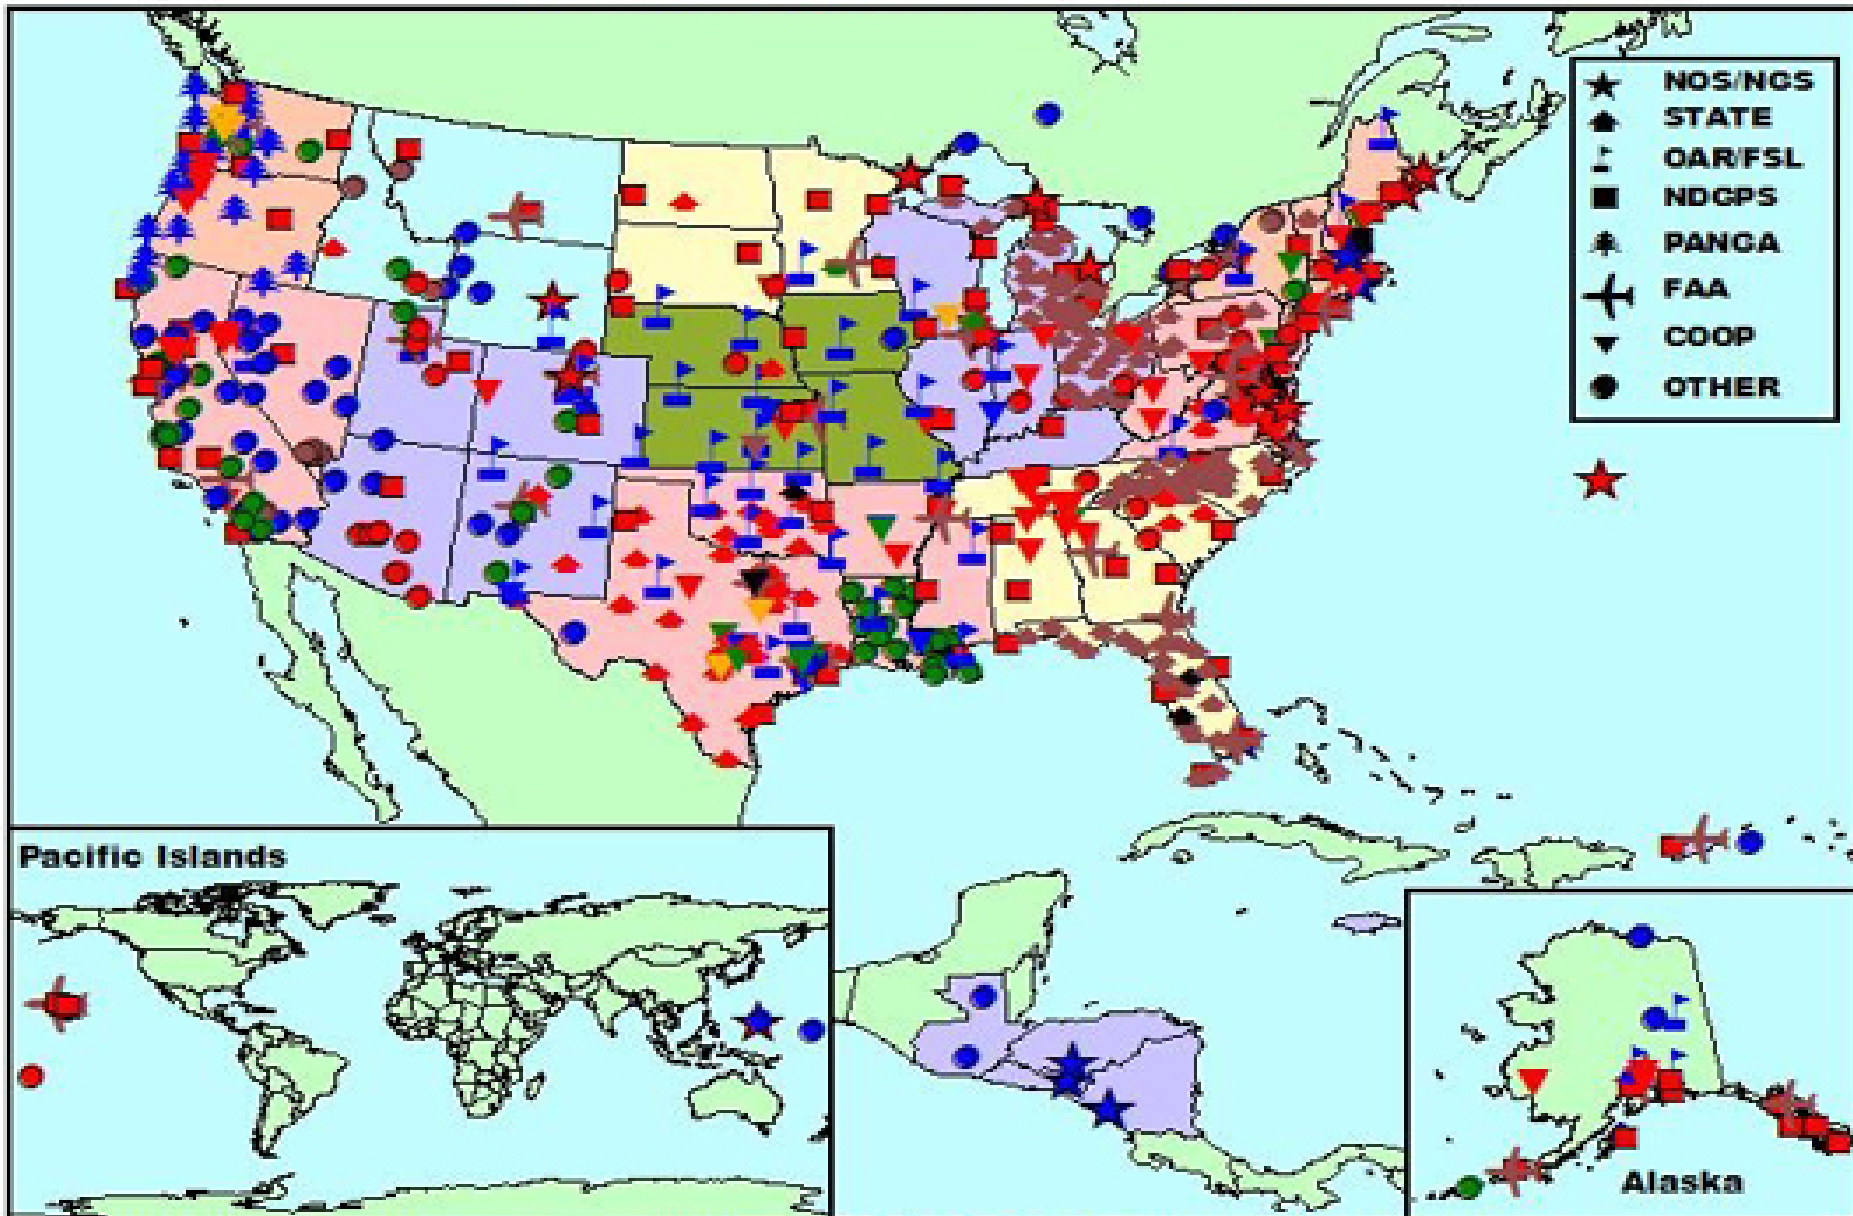 NOS/NGS
STATE
OAR/FSL
NDGPS
PANGA
FAA
COOP
OTHER
Pacific Islands
Alaska